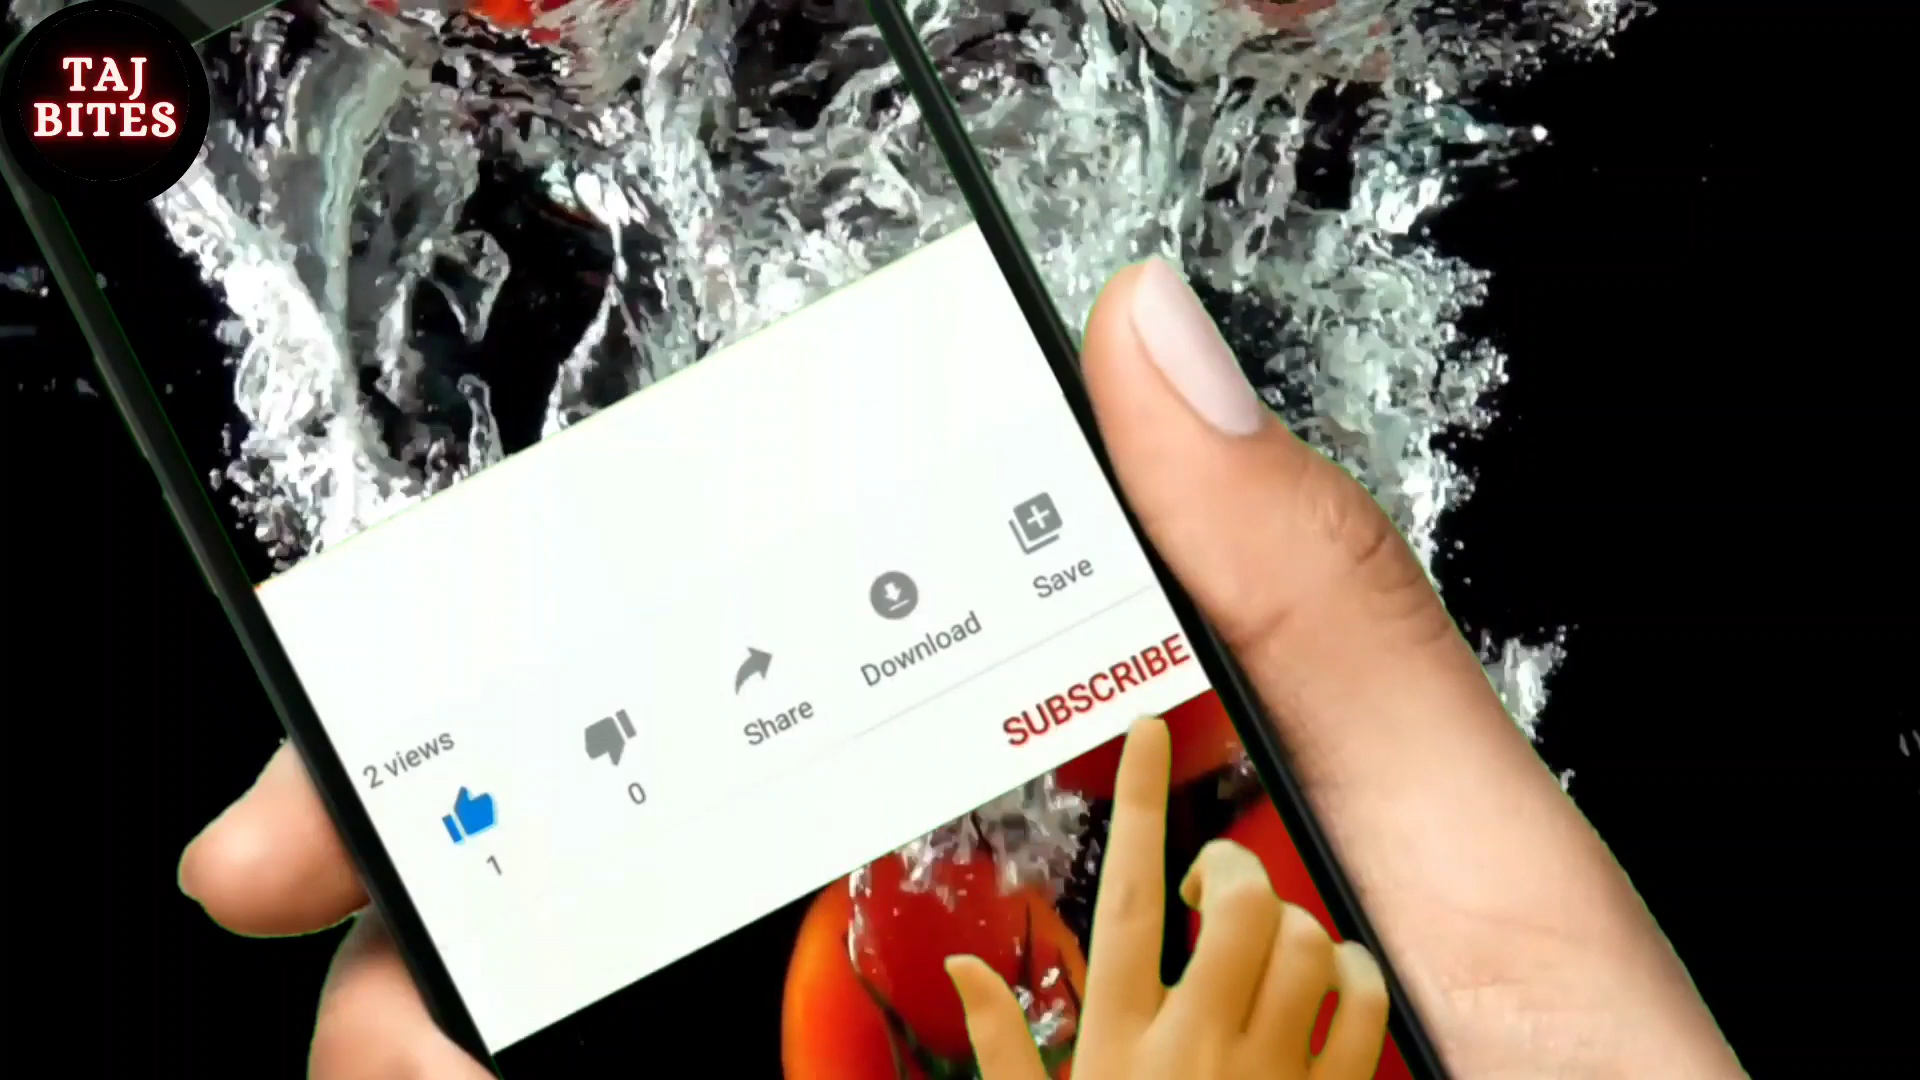 TAJ
BITES
2 views
1
0
Share
Download
Save
SUBSCRIBE